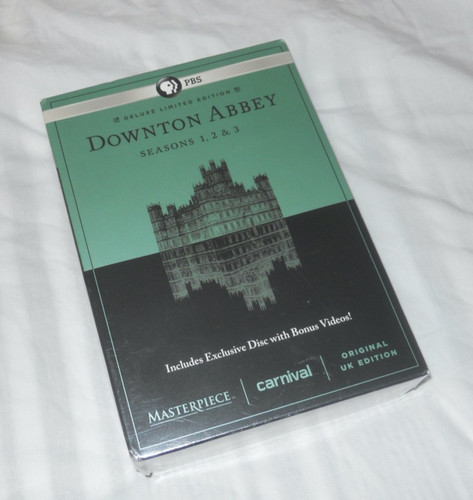 PBS
DELUXE LIMITED EDITION
DOWNTON ABBEY
SEASONS 1, 2 & 3
Includes Exclusive Disc with Bonus Videos!
MASTERPIECE™
carnival
ORIGINAL
UK EDITION